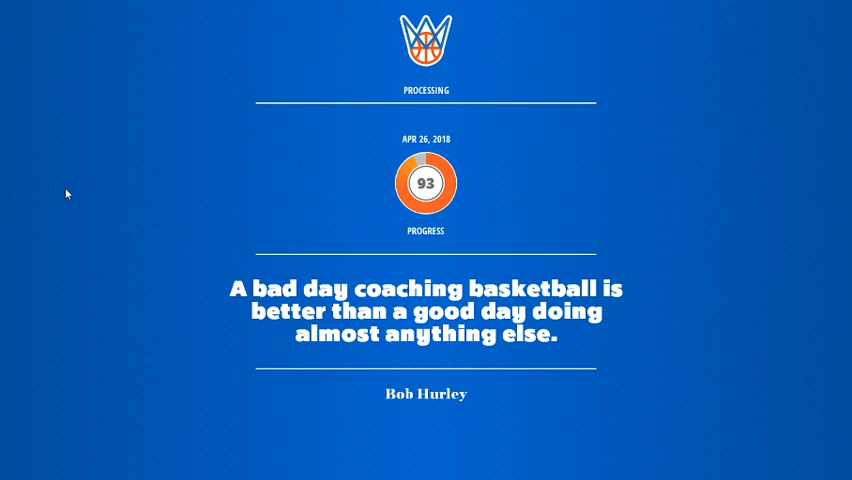 PROCESSING
APR 26, 2018
93
PROGRESS
A bad day coaching basketball is
better than a good day doing
almost anything else.
Bob Hurley